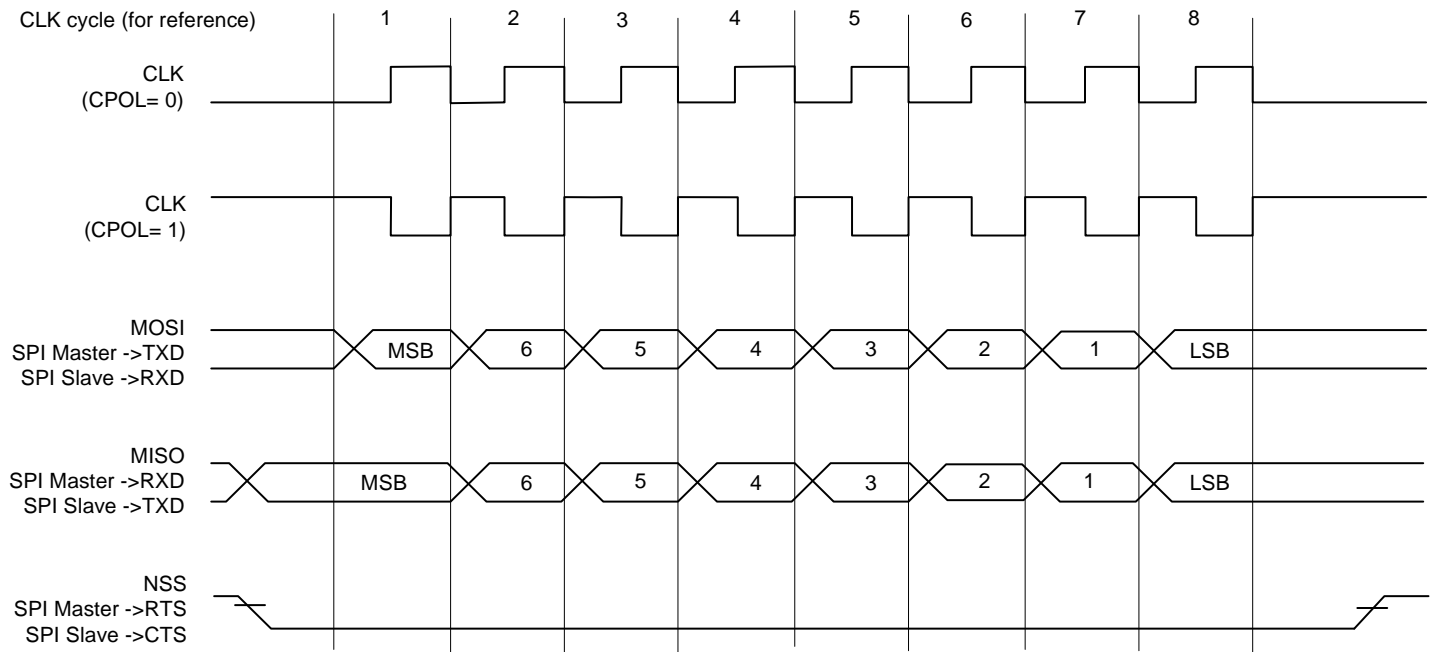 CLK cycle (for reference) 1 2 3 4 5 6 7 8
CLK
(CPOL= 0)
CLK
(CPOL= 1)
MOSI
SPI Master ->TXD
SPI Slave ->RXD
MSB 6 5 4 3 2 1 LSB
MISO
SPI Master ->RXD
SPI Slave ->TXD
MSB 6 5 4 3 2 1 LSB
NSS
SPI Master ->RTS
SPI Slave ->CTS